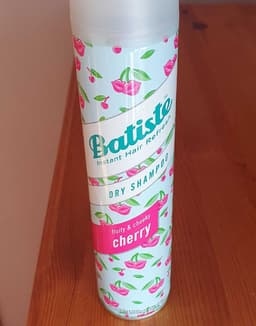 Batiste
Instant Hair Refresh
DRY SHAMPOO
fruity & cheeky
cherry